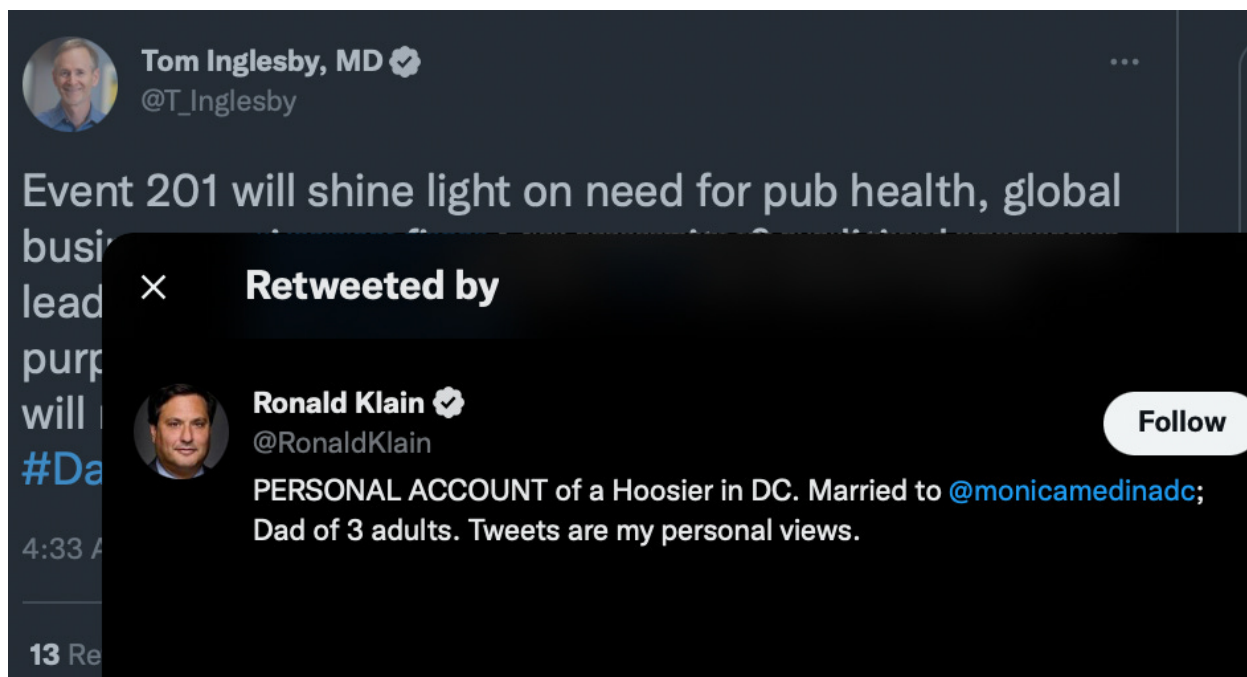 Tom Inglesby, MD
@T_Inglesby
Event 201 will shine light on need for pub health, global
busi
lead
purp
will
#Da
4:33
13 Re
Retweeted by
Ronald Klain
@RonaldKlain
Follow
PERSONAL ACCOUNT of a Hoosier in DC. Married to @monicamedinadc;
Dad of 3 adults. Tweets are my personal views.